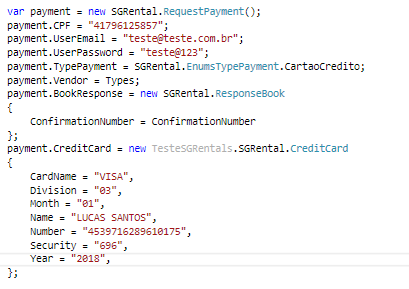 var payment = new SGRental.RequestPayment();
payment.CPF = "41796125857";
payment.UserEmail = "teste@teste.com.br";
payment.UserPassword = "teste@123";
payment.TypePayment = SGRental.EnumsTypePayment.CartaoCredito;
payment.Vendor = Types;
payment.BookResponse = new SGRental.ResponseBook
{
    ConfirmationNumber = ConfirmationNumber
};
payment.CreditCard = new TesteSGRentals.SGRental.CreditCard
{
    CardName = "VISA",
    Division = "03",
    Month = "01",
    Name = "LUCAS SANTOS",
    Number = "4539716289610175",
    Security = "696",
    Year = "2018",
};